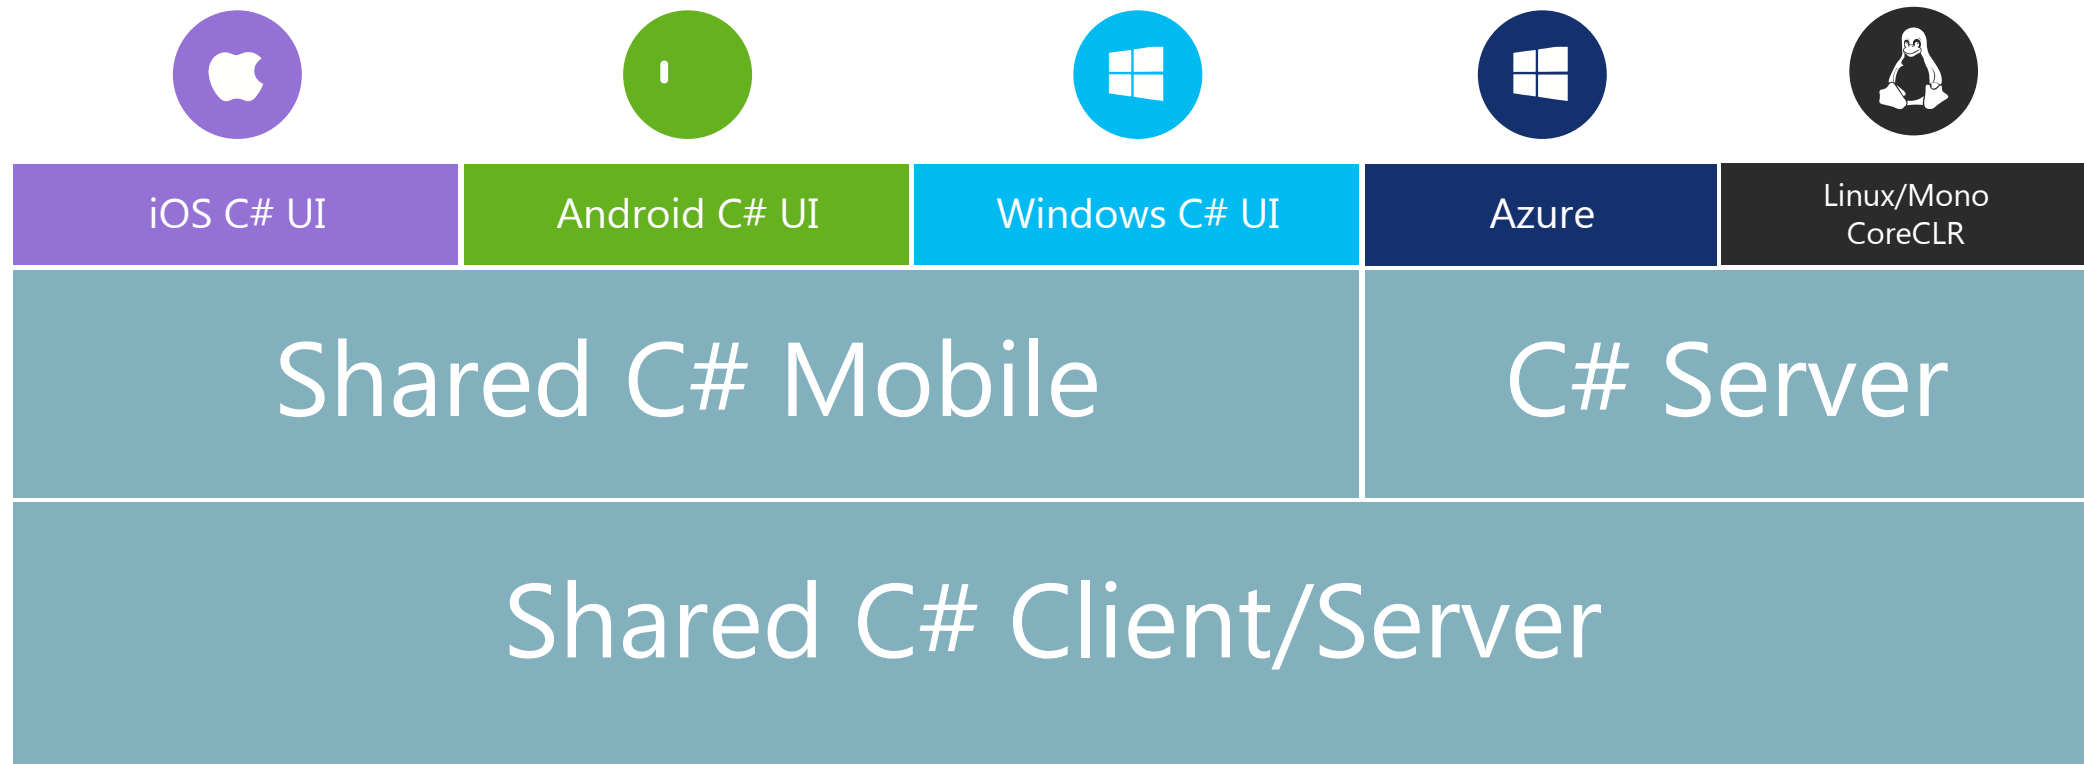 iOS C# UI
Android C# UI
Windows C# UI
Azure
Linux/Mono
CoreCLR
Shared C# Mobile
C# Server
Shared C# Client/Server